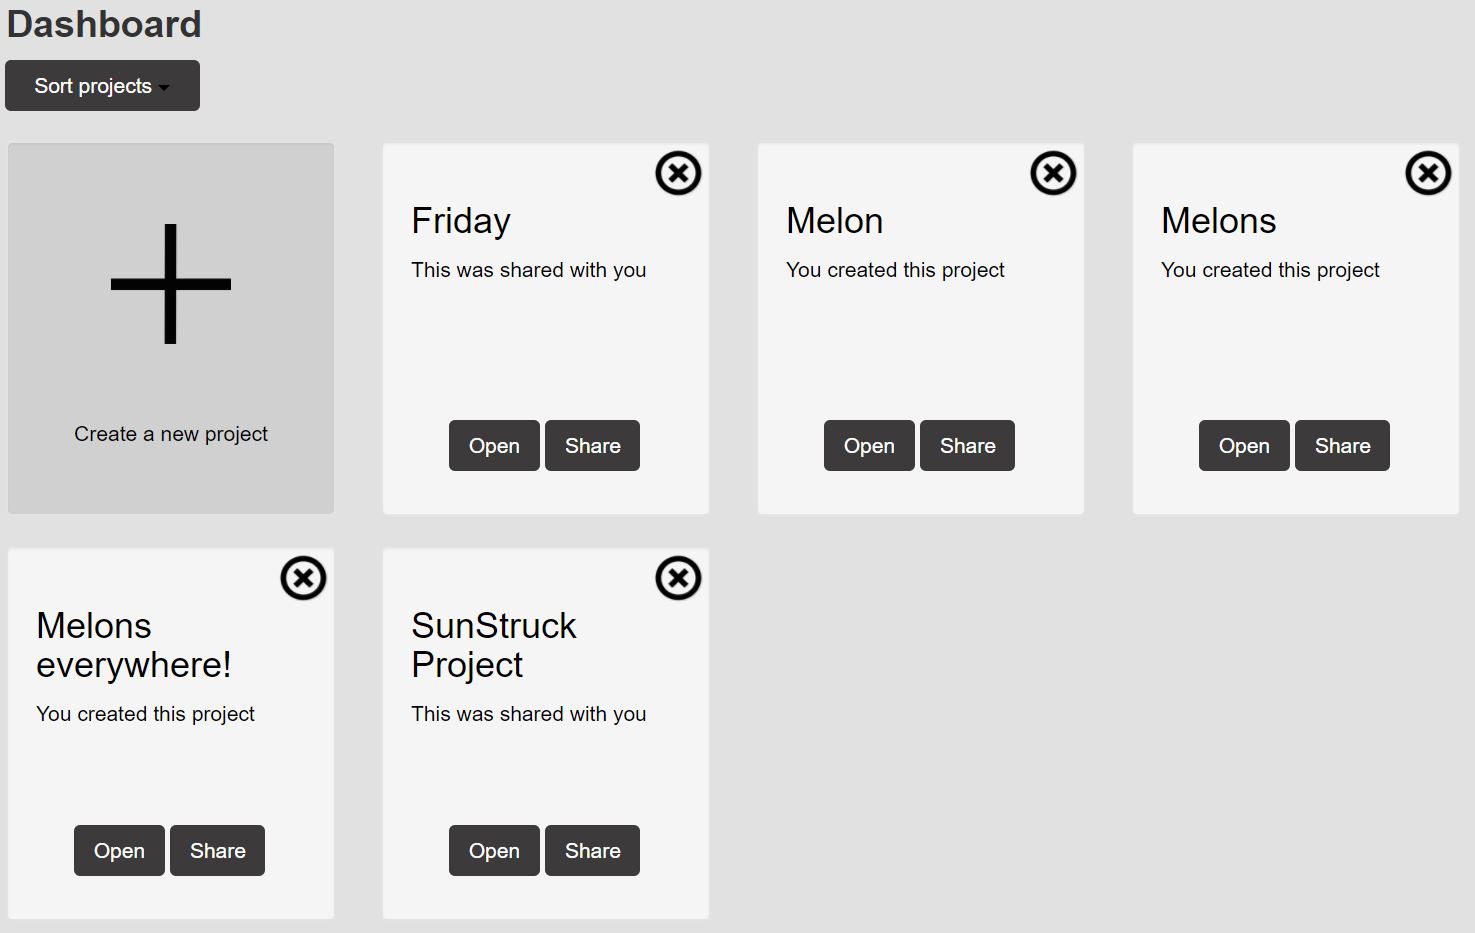 Dashboard
Sort projects
Create a new project
Friday
This was shared with you
Open
Share
Melon
You created this project
Open
Share
Melons
You created this project
Open
Share
Melons
everywhere!
You created this project
Open
Share
SunStruck
Project
This was shared with you
Open
Share